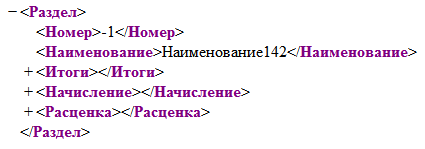 −<Раздел>
<Номер>-1</Номер>
<Наименование>Наименование142</Наименование>
+<Итоги></Итоги>
+<Начисление></Начисление>
+<Расценка></Расценка>
</Раздел>